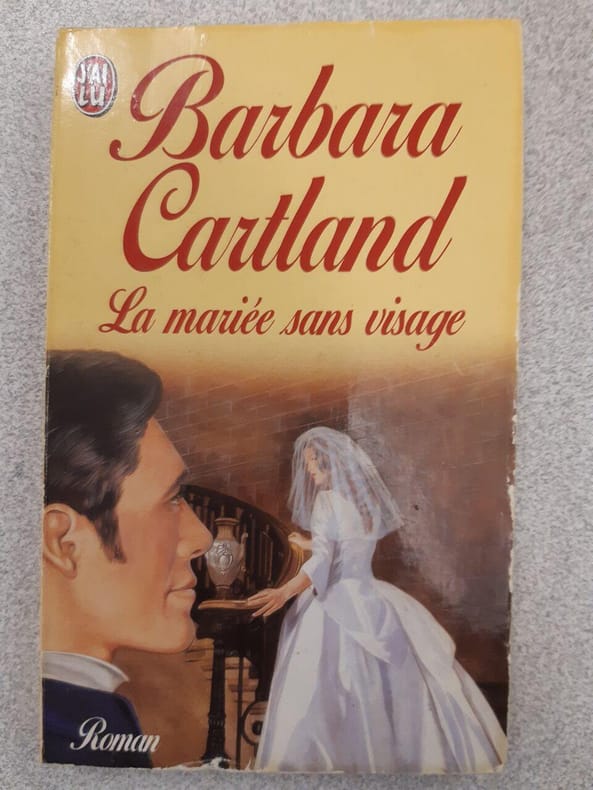 J'AI
LU
Barbara
Cartland
La mariée sans visage
Roman